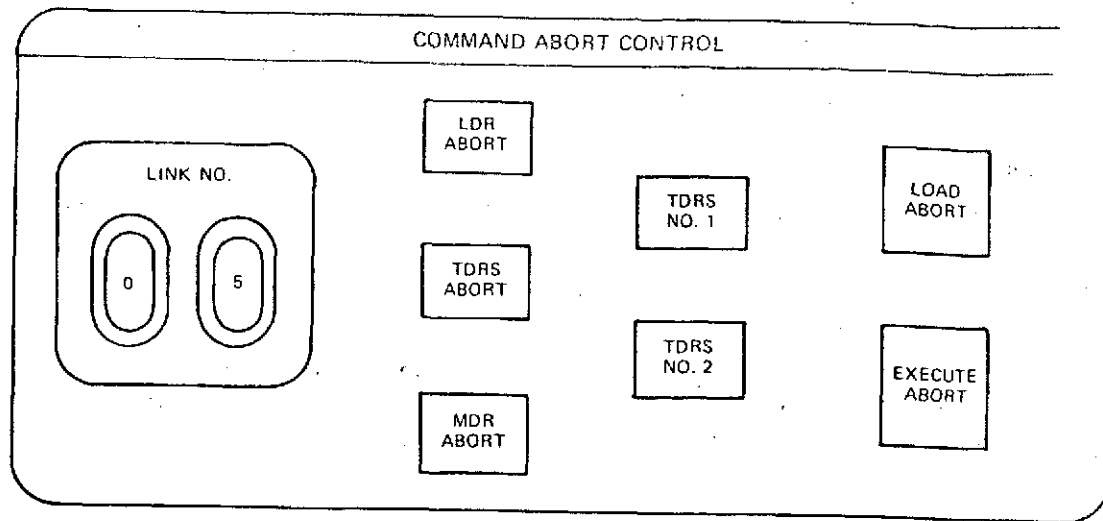 COMMAND ABORT CONTROL
LINK NO.
0 5
LDR
ABORT
TDRS
ABORT
MDR
ABORT
TDRS
NO. 1
TDRS
NO. 2
LOAD
ABORT
EXECUTE
ABORT